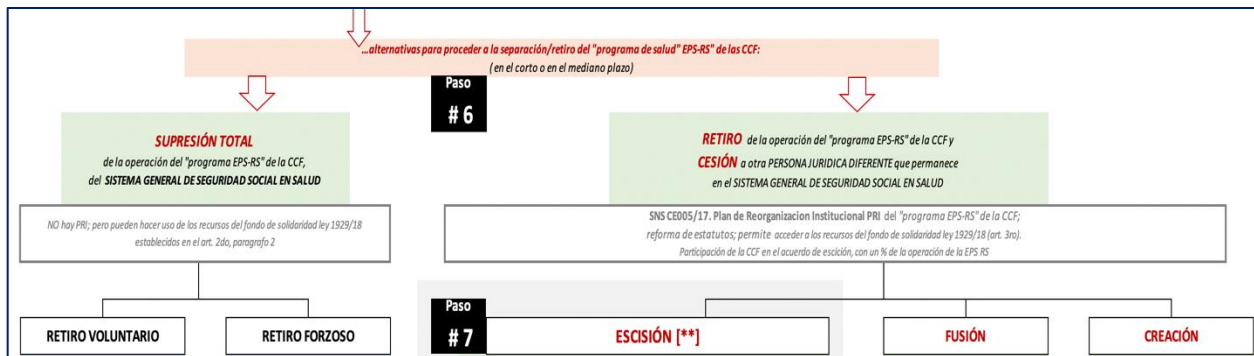 ...alternativas para proceder a la separación/retiro del "programa de salud" EPS-RS" de las CCF:
(en el corto o en el mediano plazo)
Paso
# 6
SUPRESIÓN TOTAL
de la operación del "programa EPS-RS" de la CCF,
del SISTEMA GENERAL DE SEGURIDAD SOCIAL EN SALUD
RETIRO de la operación del "programa EPS-RS" de la CCF y
CESIÓN a otra PERSONA JURIDICA DIFERENTE que permanece
en el SISTEMA GENERAL DE SEGURIDAD SOCIAL EN SALUD
NO hay PRI; pero pueden hacer uso de los recursos del fondo de solidaridad ley 1929/18
establecidos en el art. 2do, paragrafo 2
SNS CE005/17. Plan de Reorganizacion Institucional PRI del "programa EPS-RS" de la CCF;
reforma de estatutos; permite acceder a los recursos del fondo de solidaridad ley 1929/18 (art. 3ro).
Participación de la CCF en el acuerdo de escición, con un % de la operación de la EPS RS
Paso
# 7
RETIRO VOLUNTARIO
RETIRO FORZOSO
ESCISIÓN [**]
FUSIÓN
CREACIÓN